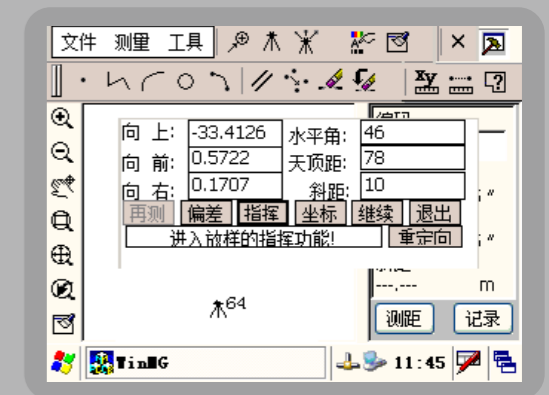 文件 测量 工具
xy
向 上: -33.4126 水平角: 46
向 前: 0.5722 天顶距: 78
向 右: 0.1707 斜距: 10
再测 偏差 指挥 坐标 继续 退出
进入放样的指挥功能! 重定向
---.--- m
64
测距 记录
WinMG 11:45